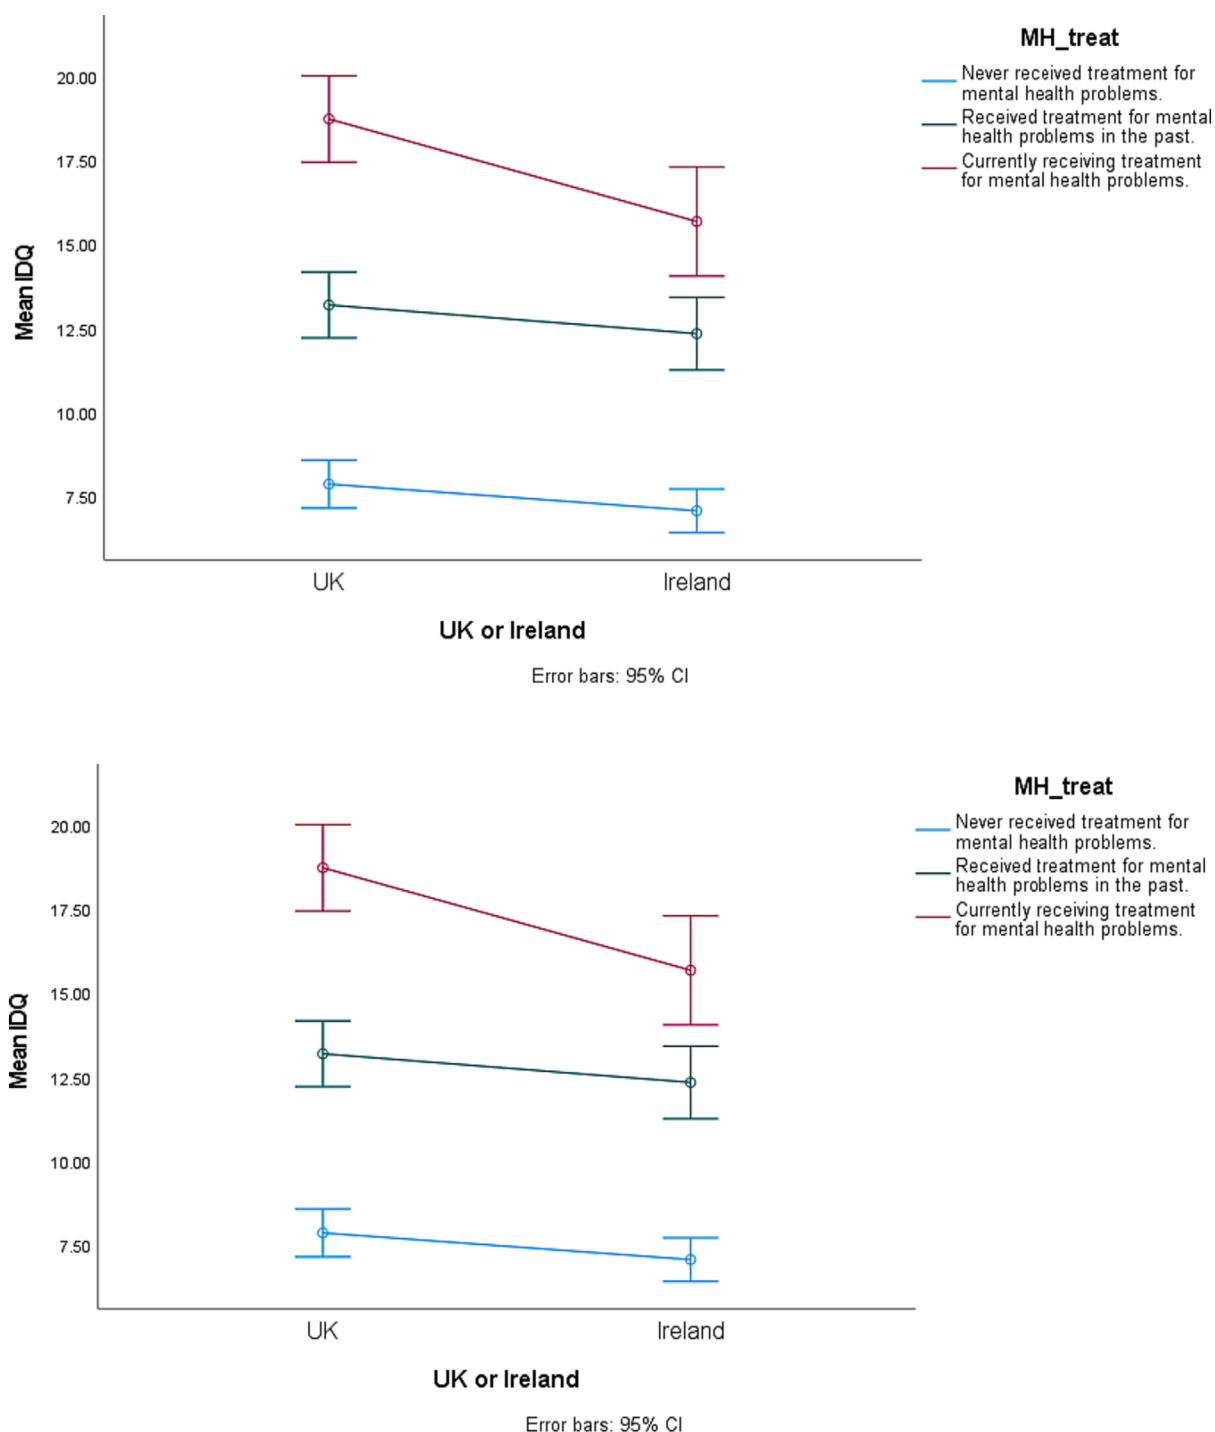 MH_treat
Never received treatment for
mental health problems.
Received treatment for mental
health problems in the past.
Currently receiving treatment
for mental health problems.
20.00
17.50
15.00
12.50
10.00
7.50
Mean IDQ
UK
Ireland
UK or Ireland
Error bars: 95% CI
MH_treat
Never received treatment for
mental health problems.
Received treatment for mental
health problems in the past.
Currently receiving treatment
for mental health problems.
20.00
17.50
15.00
12.50
10.00
7.50
Mean IDQ
UK
Ireland
UK or Ireland
Error bars: 95% CI